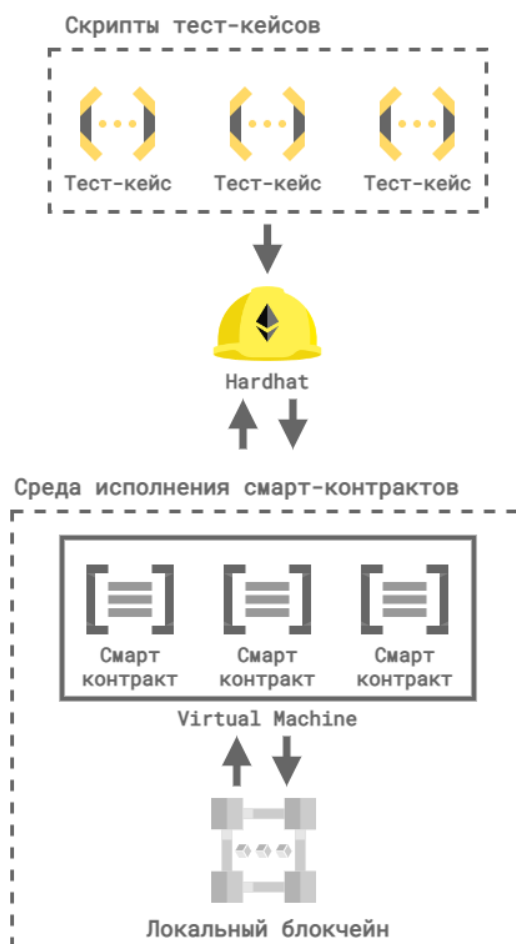 Скрипты тест-кейсов
Тест-кейс Тест-кейс Тест-кейс
Hardhat
Среда исполнения смарт-контрактов
Смарт Смарт Смарт
контракт контракт контракт
Virtual Machine
Локальный блокчейн